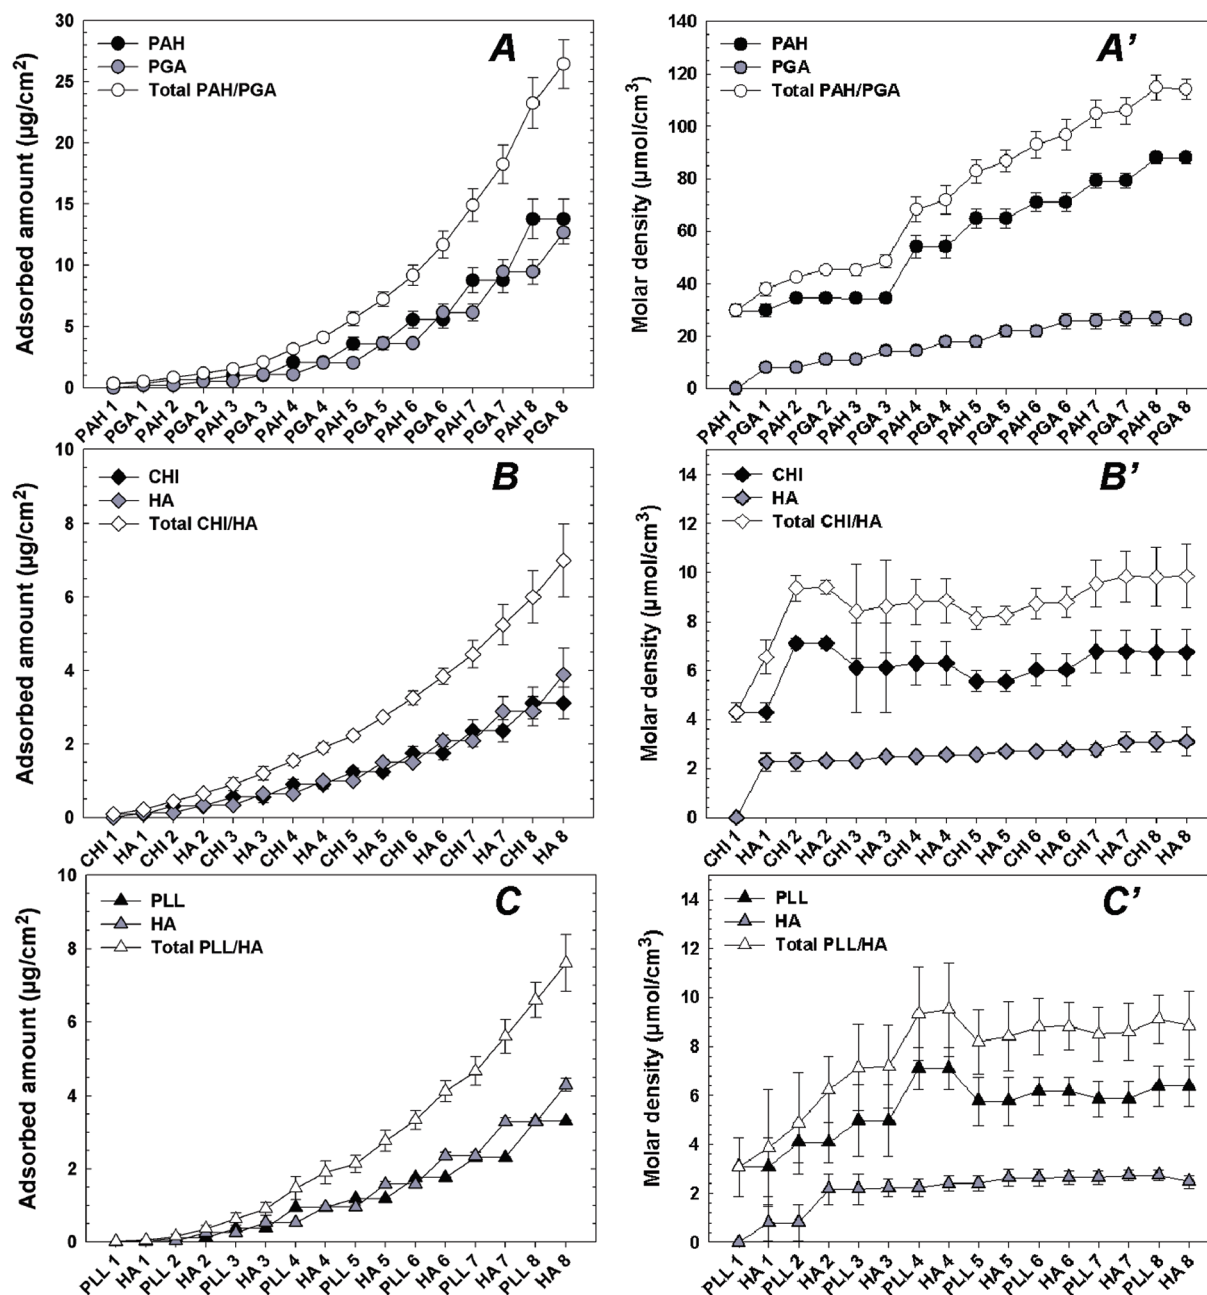 A
PAH
PGA
Total PAH/PGA
Adsorbed amount (µg/cm²)
30
25
20
15
10
5
0
PAH 1
PGA 1
PAH 2
PGA 2
PAH 3
PGA 3
PAH 4
PGA 4
PAH 5
PGA 5
PAH 6
PGA 6
PAH 7
PGA 7
PAH 8
PGA 8
A’
PAH
PGA
Total PAH/PGA
Molar density (µmol/cm³)
140
120
100
80
60
40
20
0
PAH 1
PGA 1
PAH 2
PGA 2
PAH 3
PGA 3
PAH 4
PGA 4
PAH 5
PGA 5
PAH 6
PGA 6
PAH 7
PGA 7
PAH 8
PGA 8
B
CHI
HA
Total CHI/HA
Adsorbed amount (µg/cm²)
10
8
6
4
2
0
CHI 1
HA 1
CHI 2
HA 2
CHI 3
HA 3
CHI 4
HA 4
CHI 5
HA 5
CHI 6
HA 6
CHI 7
HA 7
CHI 8
HA 8
B’
CHI
HA
Total CHI/HA
Molar density (µmol/cm³)
14
12
10
8
6
4
2
0
CHI 1
HA 1
CHI 2
HA 2
CHI 3
HA 3
CHI 4
HA 4
CHI 5
HA 5
CHI 6
HA 6
CHI 7
HA 7
CHI 8
HA 8
C
PLL
HA
Total PLL/HA
Adsorbed amount (µg/cm²)
10
8
6
4
2
0
PLL 1
HA 1
PLL 2
HA 2
PLL 3
HA 3
PLL 4
HA 4
PLL 5
HA 5
PLL 6
HA 6
PLL 7
HA 7
PLL 8
HA 8
C’
PLL
HA
Total PLL/HA
Molar density (µmol/cm³)
14
12
10
8
6
4
2
0
PLL 1
HA 1
PLL 2
HA 2
PLL 3
HA 3
PLL 4
HA 4
PLL 5
HA 5
PLL 6
HA 6
PLL 7
HA 7
PLL 8
HA 8